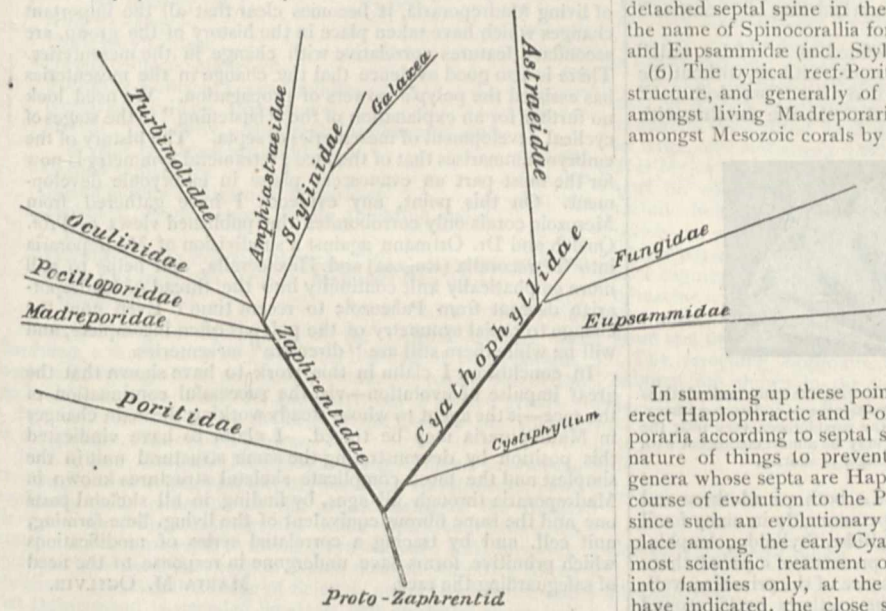 detached septal spine in the
the name of Spinocorallia for
and Eupsammidæ (incl. Styl
(6) The typical reef-Pori
structure, and generally of
amongst living Madrepori
amongst Mesozoic corals by
Turbinolidae
Amphiastraeidae
Stylinidae
Galaxea
Astraeidae
Oculinidae
Pocilloporidae
Madreporidae
Poritidae
Zaphrentidae
Cyathophyllidae
Fungidae
Eupsammidae
Cystiphyllum
Proto-Zaphrentid
In summing up these poin
erect Haplophractic and Po
poraria according to septal s
nature of things to prevent
genera whose septa are Hap
course of evolution to the P
since such an evolutionary
place among the early Cya
most scientific treatment o
into families only, at the
have indicated, the close